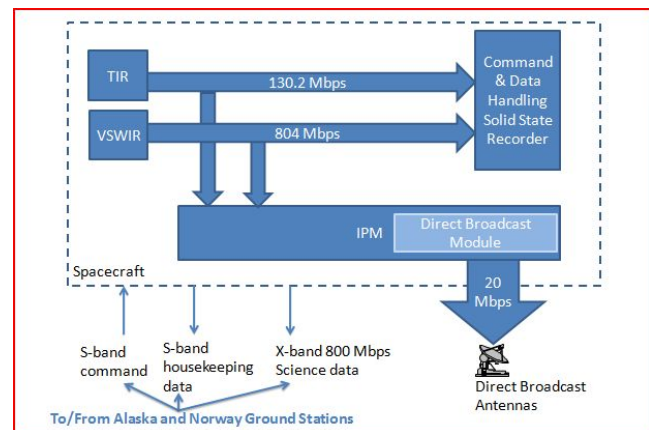 TIR
130.2 Mbps
Command
& Data
Handling
Solid State
Recorder
VSWIR
804 Mbps
IPM
Direct Broadcast
Module
Spacecraft
20
Mbps
S-band
command
S-band
housekeeping
data
X-band 800 Mbps
Science data
Direct Broadcast
Antennas
To/From Alaska and Norway Ground Stations